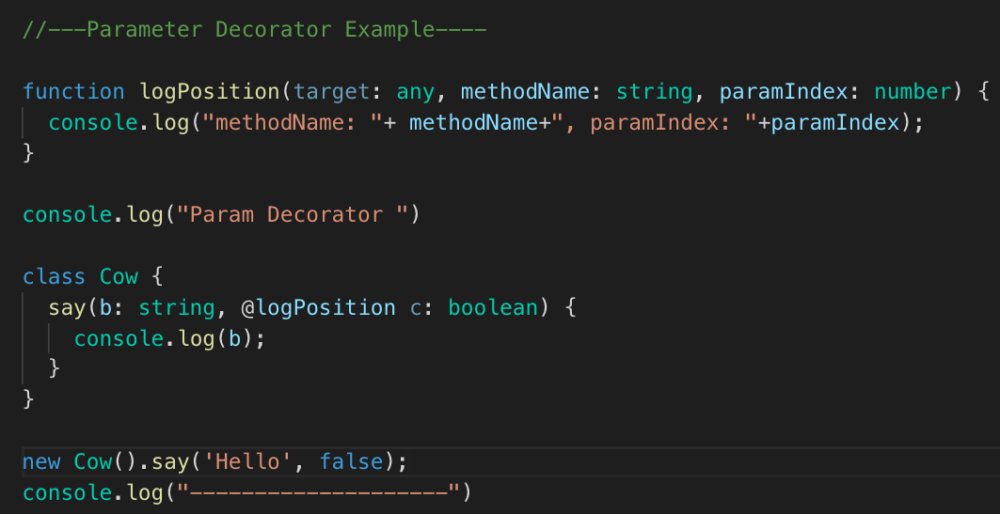 //---Parameter Decorator Example----
function logPosition(target: any, methodName: string, paramIndex: number) {
console.log("methodName: "+ methodName+", paramIndex: "+paramIndex);
}
console.log("Param Decorator ")
class Cow {
say(b: string, @logPosition c: boolean) {
console.log(b);
}
}
new Cow().say('Hello', false);
console.log("--------------------")